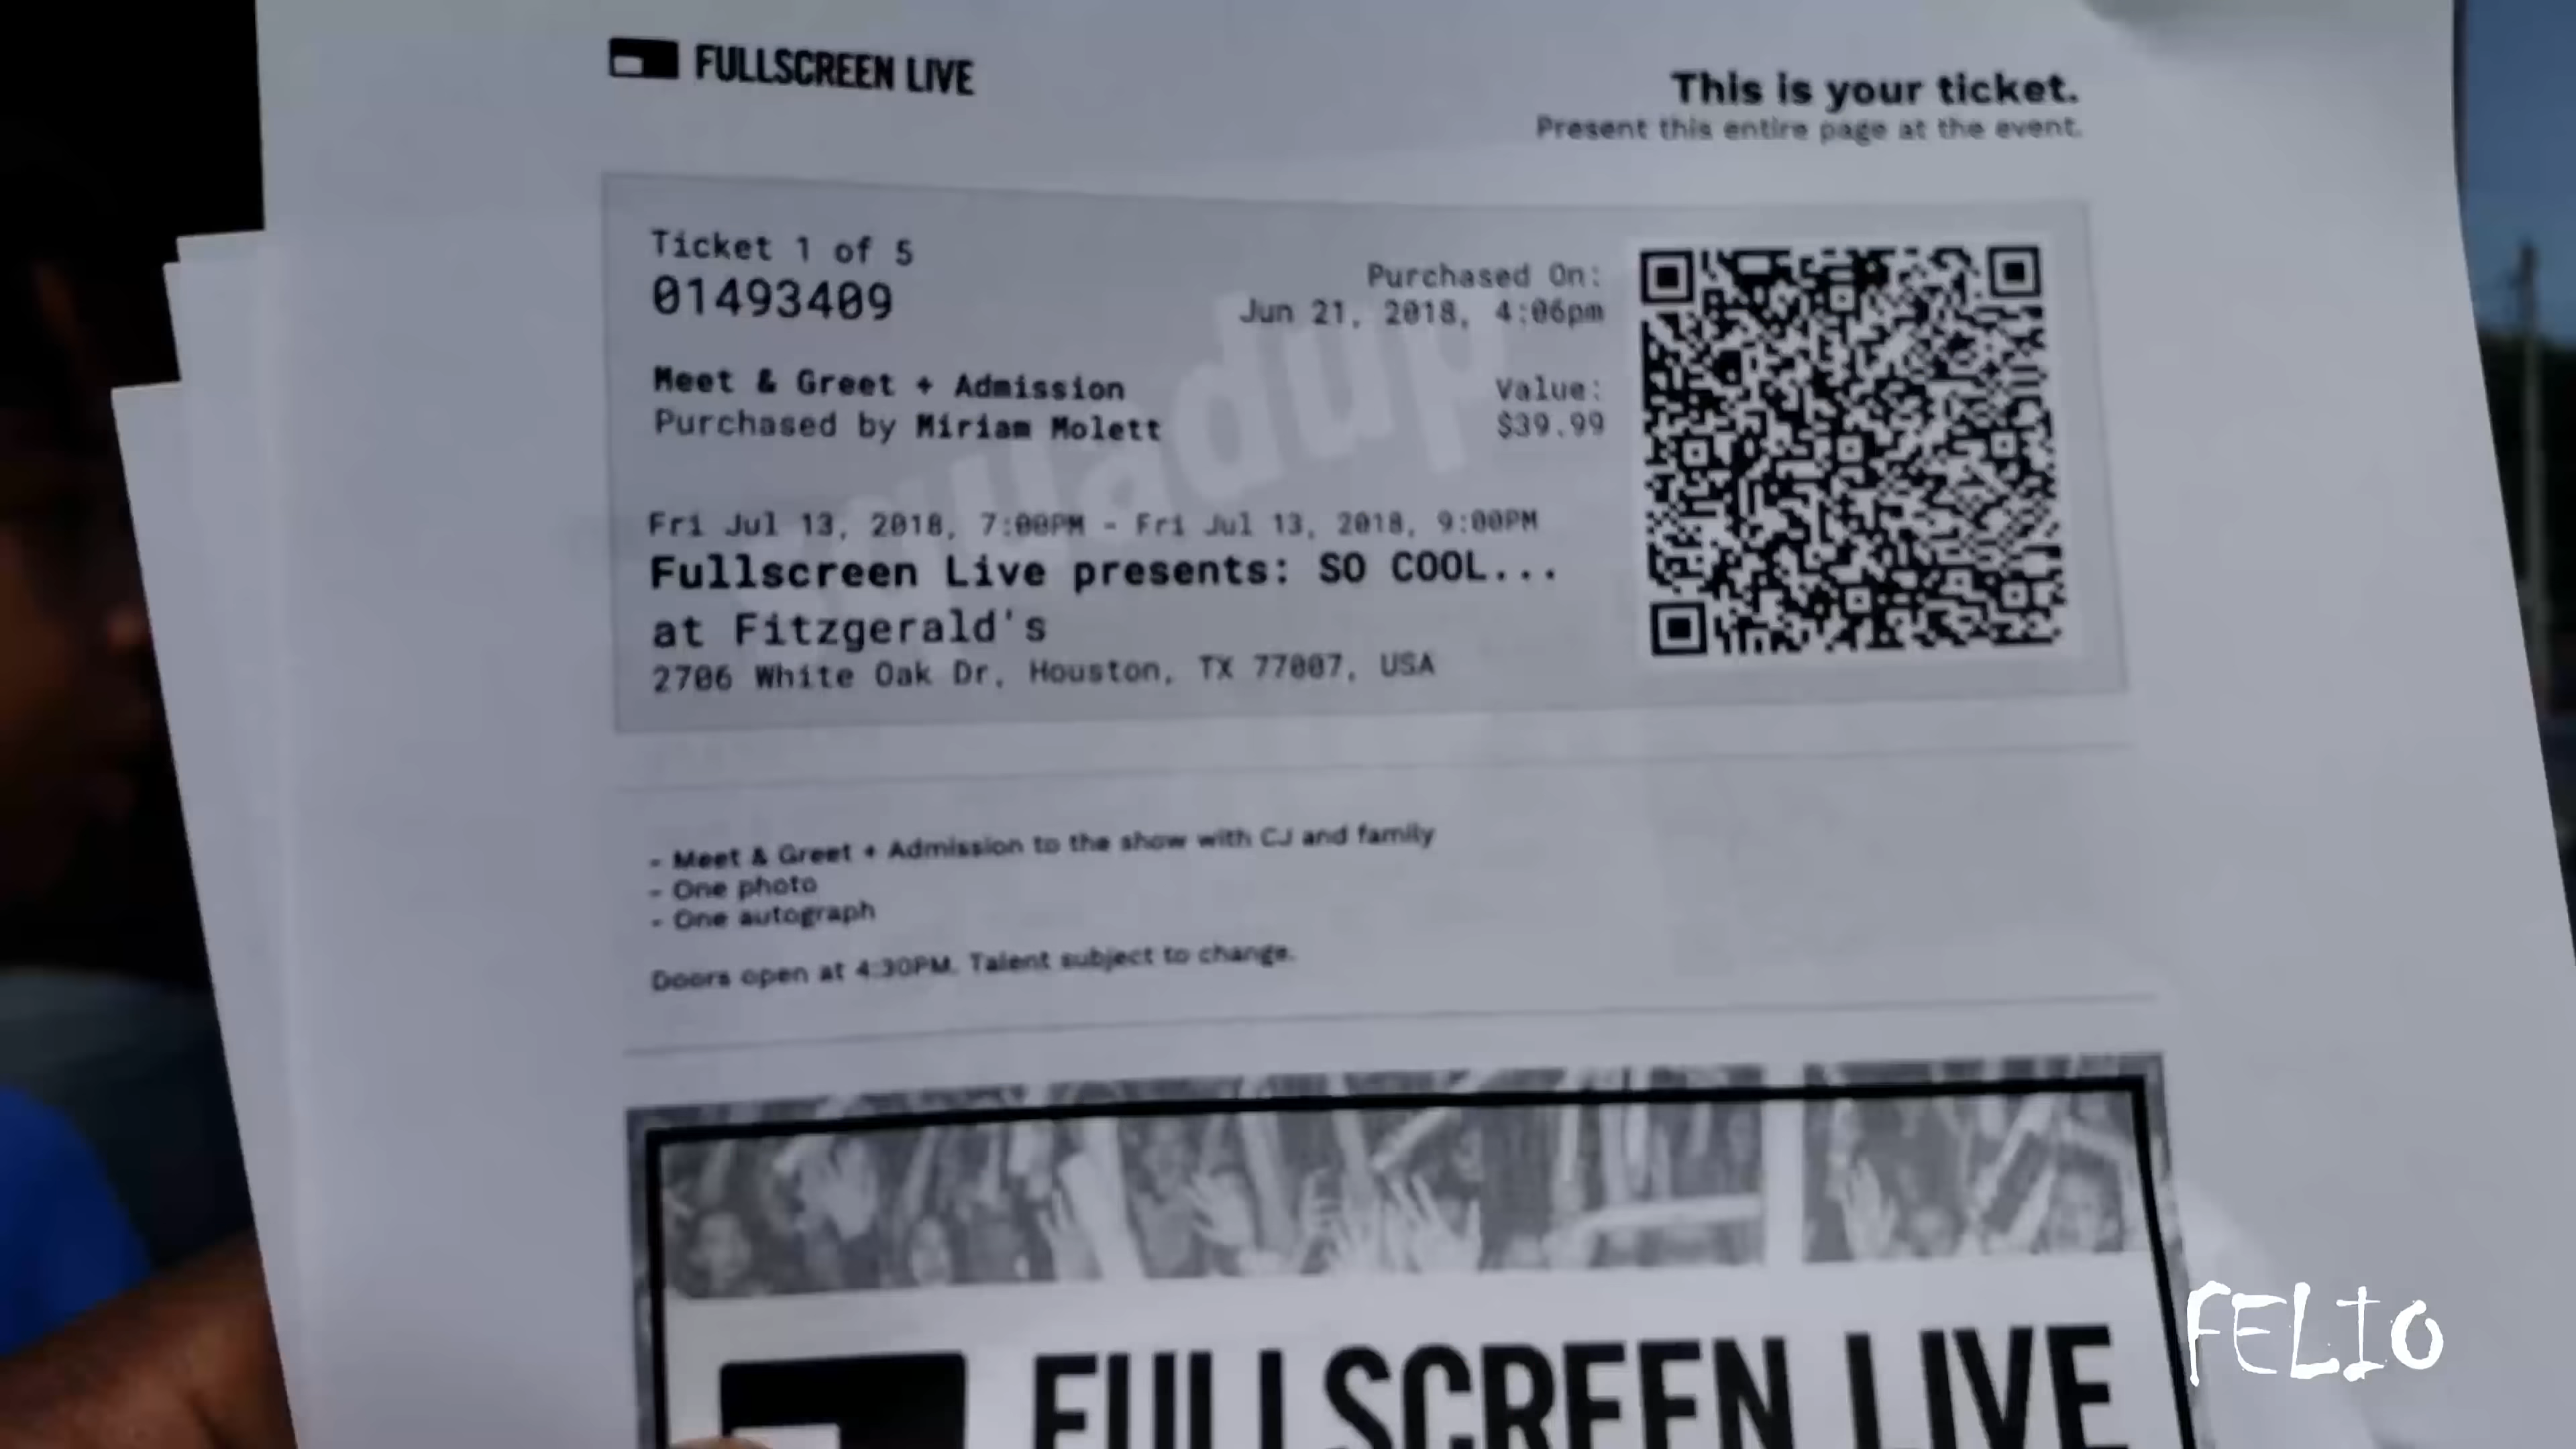 FULLSCREEN LIVE
This is your ticket.
Present this entire page at the event.
Ticket 1 of 5
01493409
Purchased On:
Jun 21, 2018, 4:06pm
Meet & Greet + Admission
Purchased by Miriam Molett
Value:
$39.99
Fri Jul 13, 2018, 7:00PM - Fri Jul 13, 2018, 9:00PM
Fullscreen Live presents: SO COOL...
at Fitzgerald's
2706 White Oak Dr, Houston, TX 77007, USA
- Meet & Greet + Admission to the show with CJ and family
- One photo
- One autograph
Doors open at 4:30PM. Talent subject to change.
FULLSCREEN LIVE
FELIO